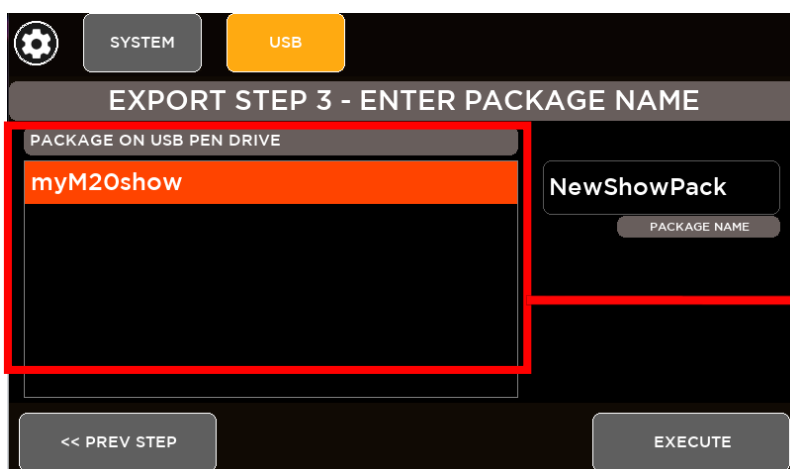 SYSTEM
USB
EXPORT STEP 3 - ENTER PACKAGE NAME
PACKAGE ON USB PEN DRIVE
myM20show
NewShowPack
PACKAGE NAME
<< PREV STEP
EXECUTE